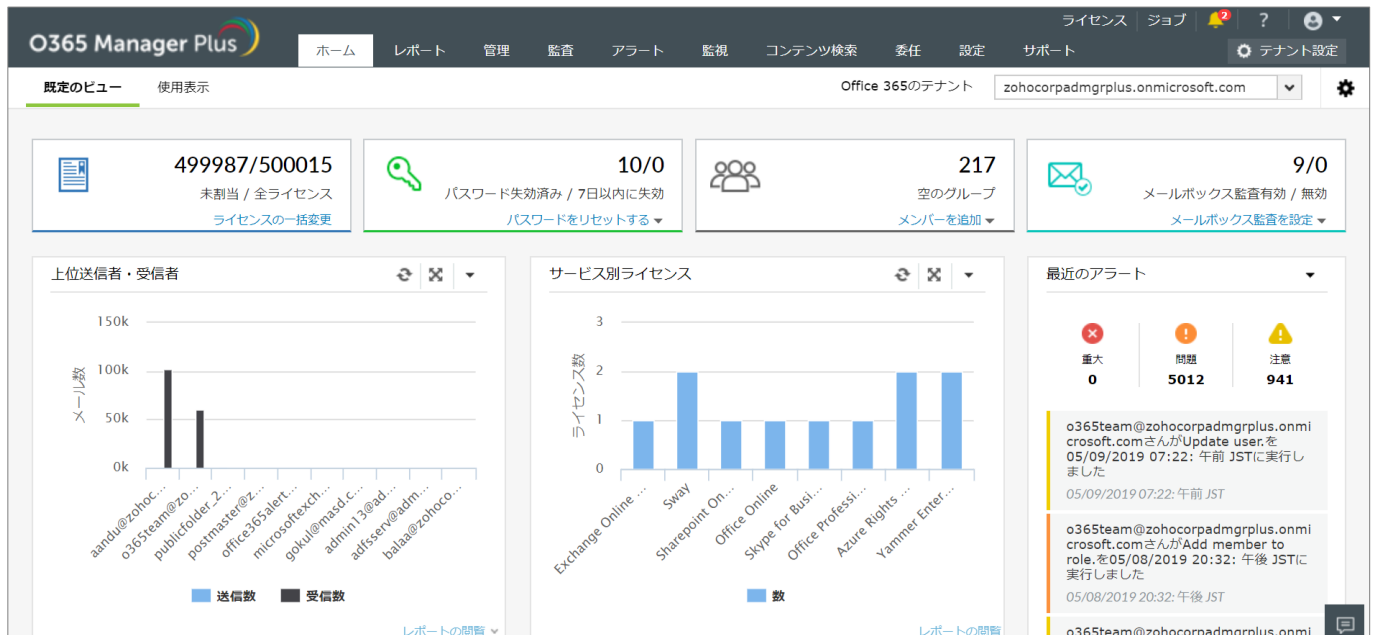 ライセンス ジョブ 2 ?
O365 Manager Plus
ホーム レポート 管理 監査 アラート 監視 コンテンツ検索 委任 設定 サポート テナント設定
既定のビュー 使用表示 Office 365のテナント zohocorpadmgrplus.onmicrosoft.com
499987/500015
未割当 / 全ライセンス
ライセンスの一括変更
10/0
パスワード失効済み / 7日以内に失効
パスワードをリセットする
217
空のグループ
メンバーを追加
9/0
メールボックス監査有効 / 無効
メールボックス監査を設定
上位送信者・受信者
メール数
150k
100k
50k
0k
aandu@zohoc...
o365team@zo...
publicfolder_2...
postmaster@z...
office365alert...
microsoftexch...
gokul@masd.c...
admin13@ad...
adfsserv@adm...
balaa@zohoco...
送信数 受信数
レポートの閲覧
サービス別ライセンス
ライセンス数
3
2
1
0
Exchange Online ...
Sway
Sharepoint On...
Office Online
Skype for Busi...
Office Professi...
Azure Rights ...
Yammer Enter...
数
レポートの閲覧
最近のアラート
重大 問題 注意
0 5012 941
o365team@zohocorpadmgrplus.onmi
crosoft.comさんがUpdate user.を
05/09/2019 07:22: 午前 JSTに実行し
ました
05/09/2019 07:22: 午前 JST
o365team@zohocorpadmgrplus.onmi
crosoft.comさんがAdd member to
role.を05/08/2019 20:32: 午後 JSTに
実行しました
05/08/2019 20:32: 午後 JST
o365team@zohocorpadmgrplus.onmi